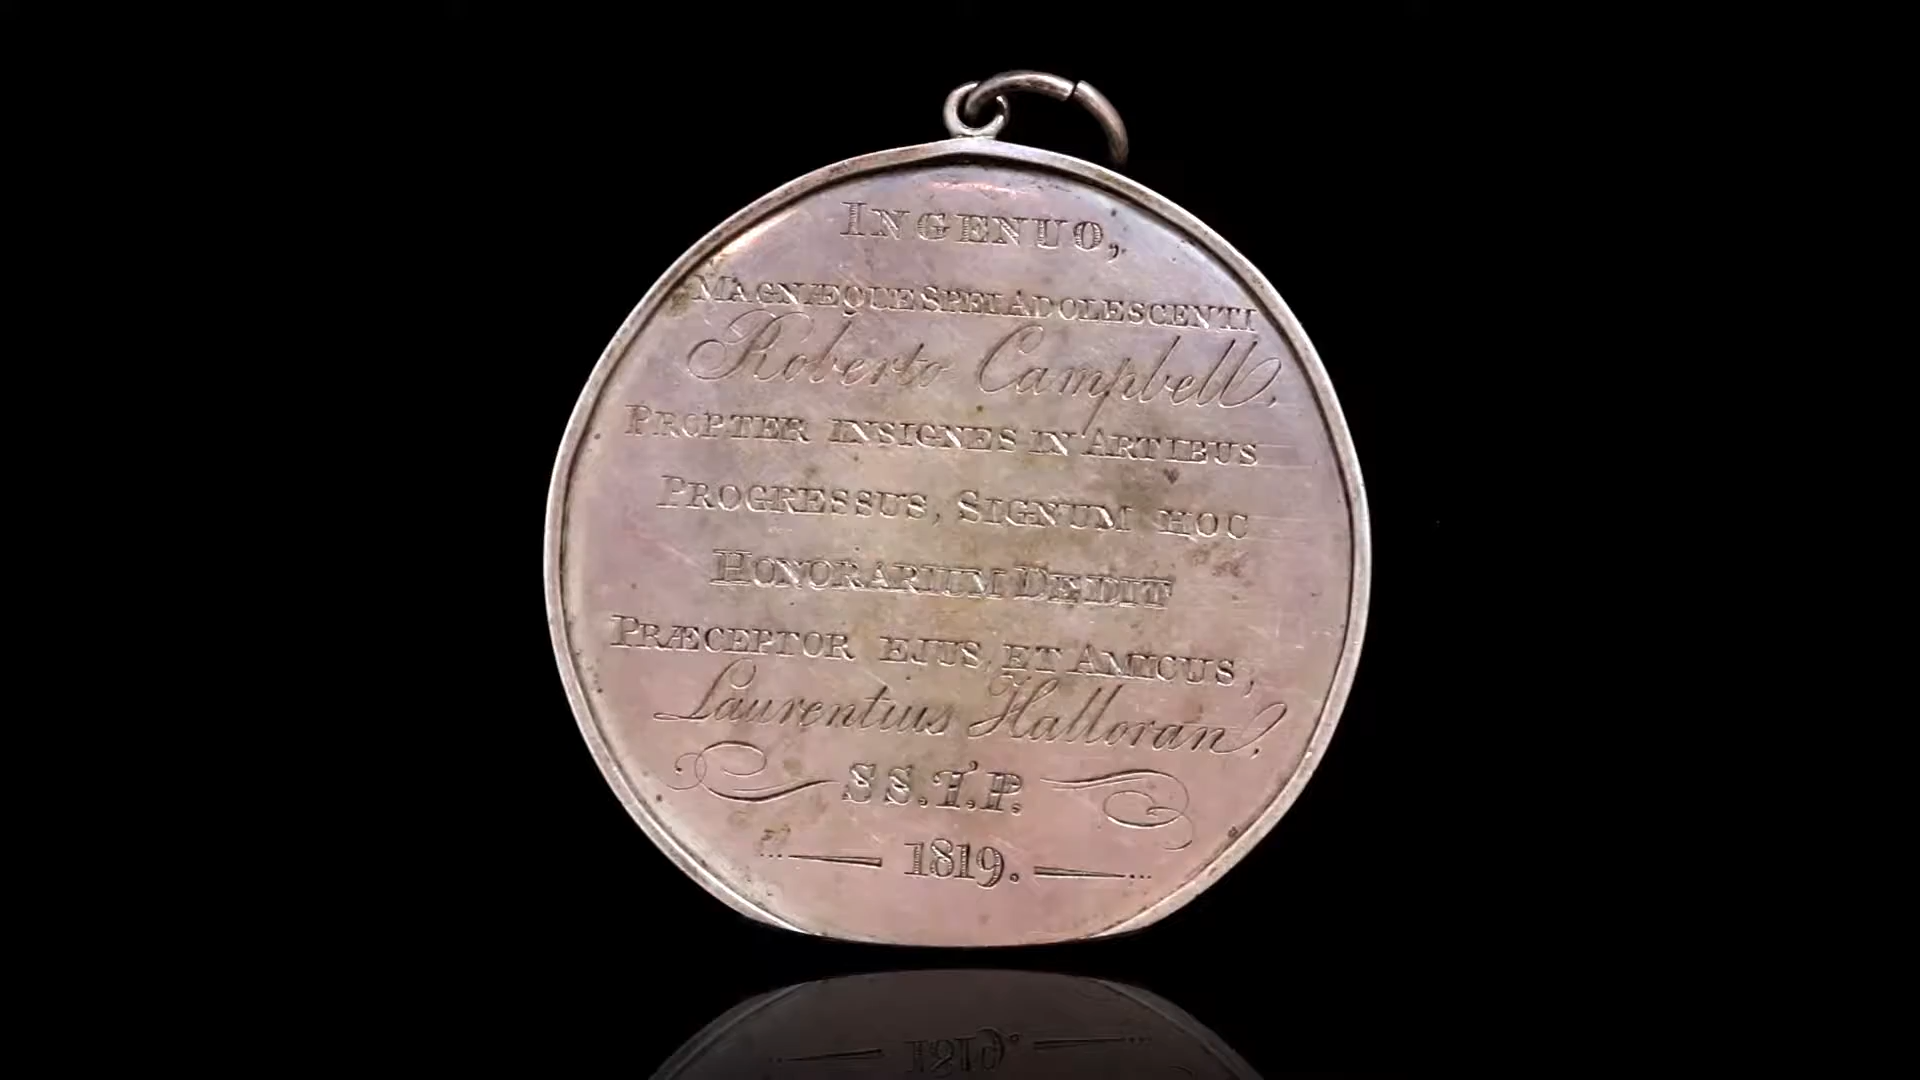 INGENUO,
MAGNÆQUE SPEI ADOLESCENTI
Roberto Campbell,
PROPTER INSIGNES IN ARTIBUS
PROGRESSUS, SIGNUM HOC
HONORARIUM DEDIT
PRÆCEPTOR EJUS, ET AMICUS,
Laurentius Halloran,
SS.T.P.
1819.